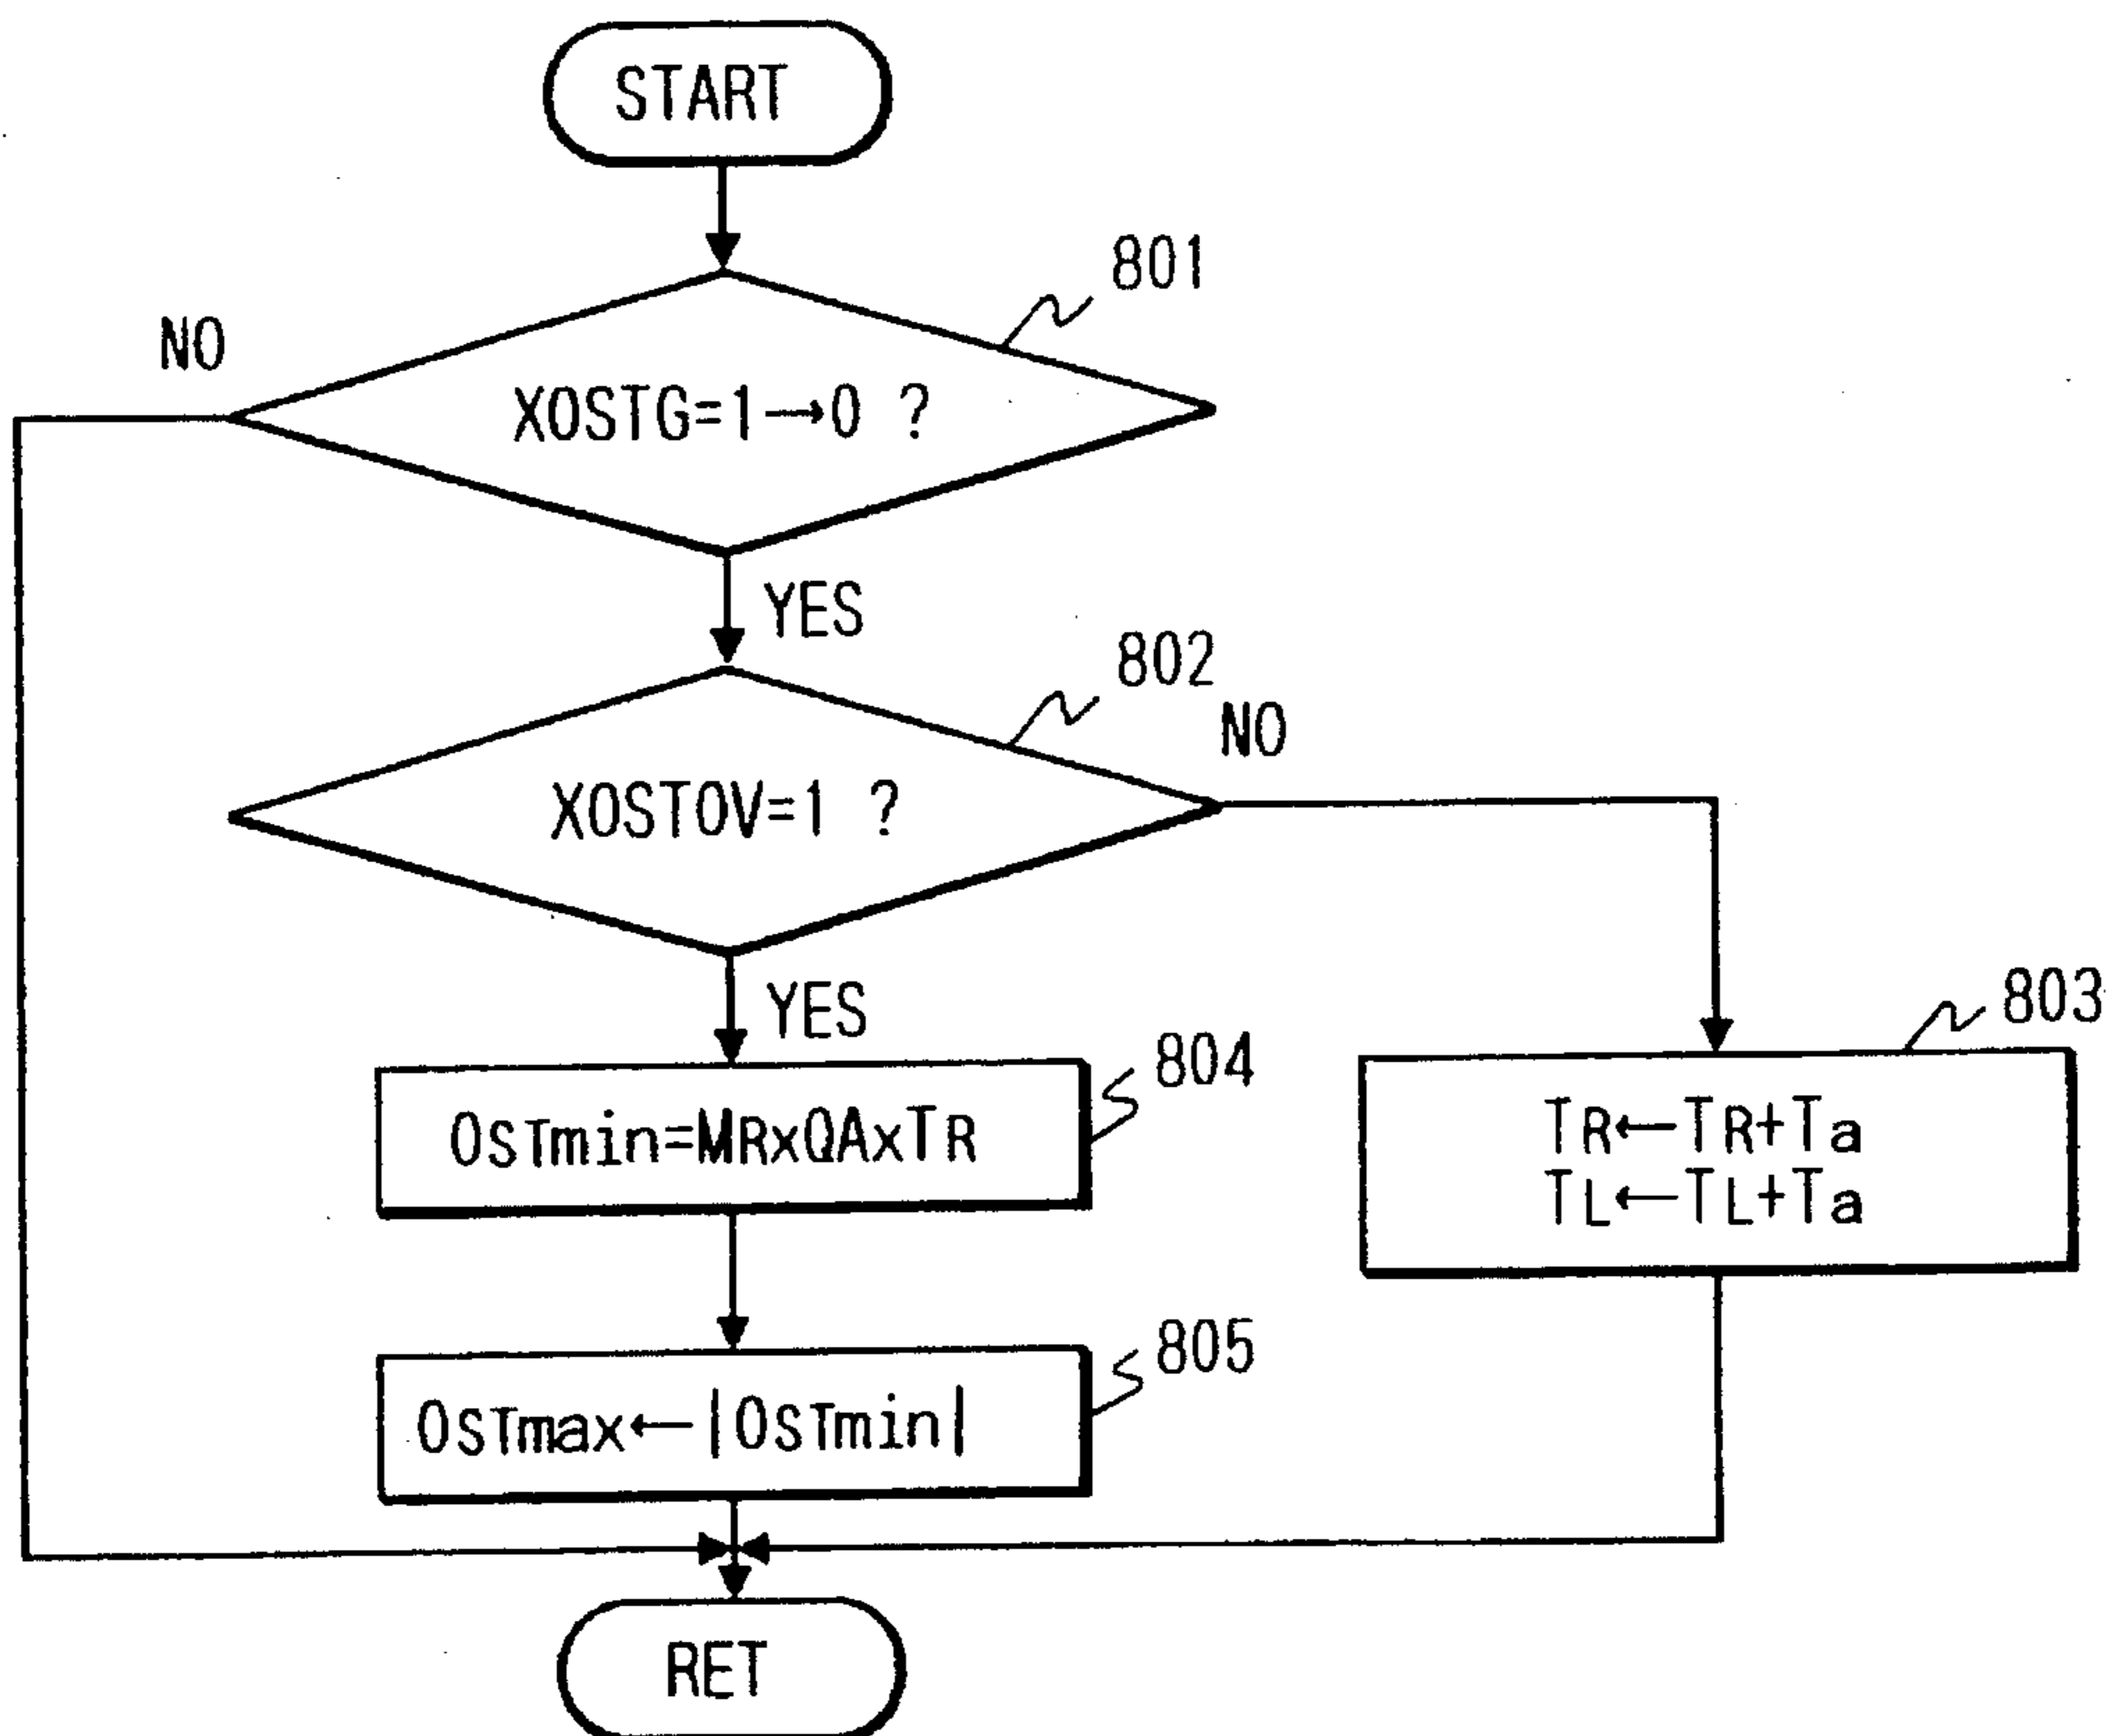 START
801
NO
XOSTG=1→0 ?
YES
802
NO
XOSTOV=1 ?
YES
803
804
OSTmin=MRxQAxTR
TR←TR+Ta
TL←TL+Ta
805
OSTmax←|OSTmin|
RET